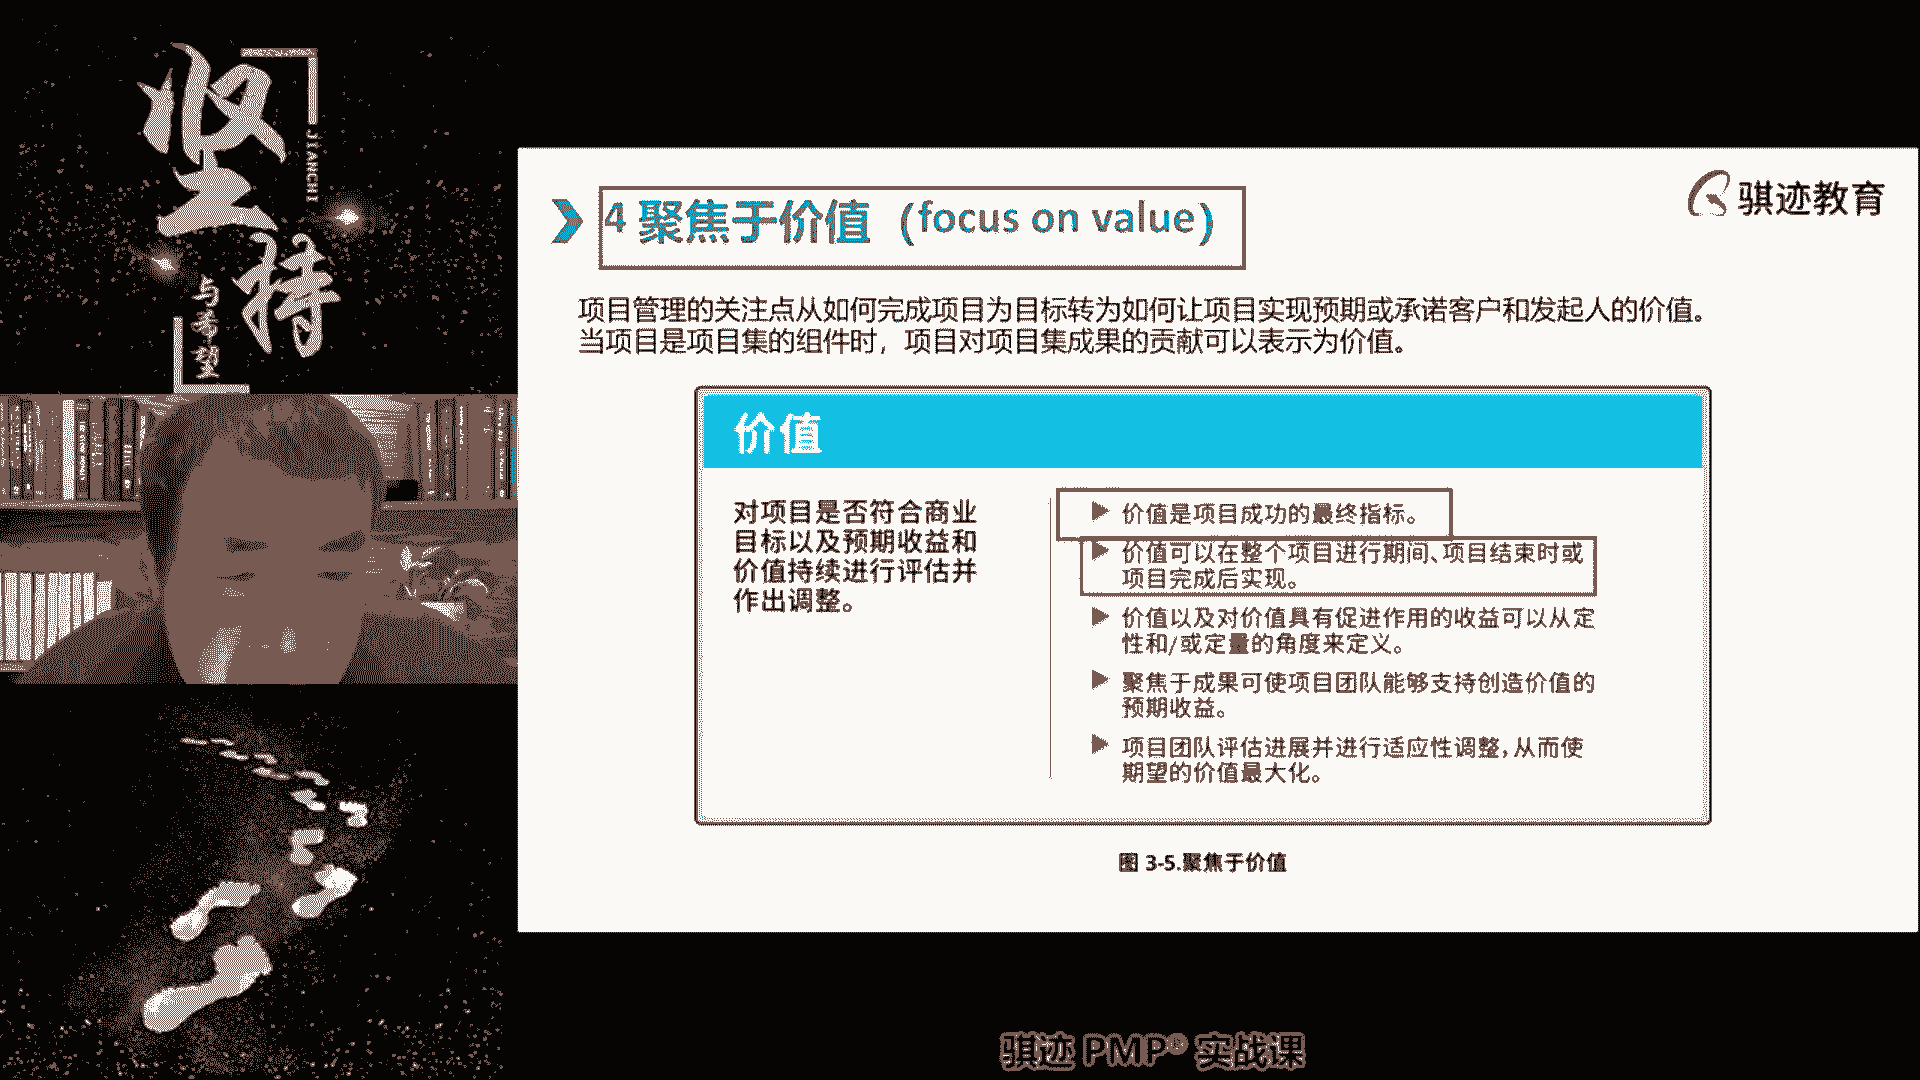 坚
持
JIANCHI
与希望
骐迹教育
4 聚焦于价值（focus on value）
项目管理的关注点从如何完成项目为目标转为如何让项目实现预期或承诺客户和发起人的价值。
当项目是项目集的组件时，项目对项目集成果的贡献可以表示为价值。
价值
对项目是否符合商业
目标以及预期收益和
价值持续进行评估并
作出调整。
价值是项目成功的最终指标。
价值可以在整个项目进行期间、项目结束时或
项目完成后实现。
价值以及对价值具有促进作用的收益可以从定
性和/或定量的角度来定义。
聚焦于成果可使项目团队能够支持创造价值的
预期收益。
项目团队评估进展并进行适应性调整，从而使
期望的价值最大化。
图 3-5.聚焦于价值
骐迹 PMP® 实战课